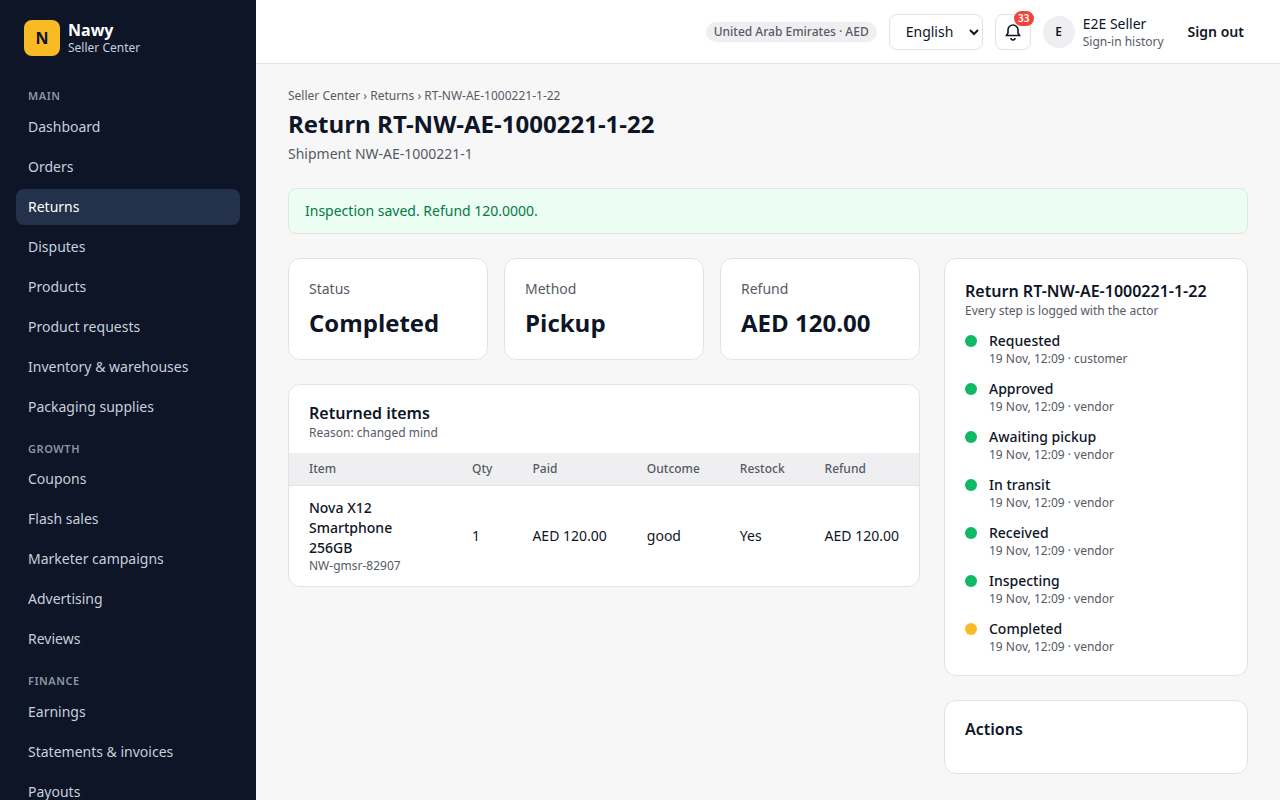 N
Nawy
Seller Center
MAIN
Dashboard
Orders
Returns
Disputes
Products
Product requests
Inventory & warehouses
Packaging supplies
GROWTH
Coupons
Flash sales
Marketer campaigns
Advertising
Reviews
FINANCE
Earnings
Statements & invoices
Payouts
United Arab Emirates · AED
English
33
E
E2E Seller
Sign-in history
Sign out
Seller Center › Returns › RT-NW-AE-1000221-1-22
Return RT-NW-AE-1000221-1-22
Shipment NW-AE-1000221-1
Inspection saved. Refund 120.0000.
Status
Completed
Method
Pickup
Refund
AED 120.00
Returned items
Reason: changed mind
Item Qty Paid Outcome Restock Refund
Nova X12
Smartphone
256GB
NW-gmsr-82907
1 AED 120.00 good Yes AED 120.00
Return RT-NW-AE-1000221-1-22
Every step is logged with the actor
Requested
19 Nov, 12:09 · customer
Approved
19 Nov, 12:09 · vendor
Awaiting pickup
19 Nov, 12:09 · vendor
In transit
19 Nov, 12:09 · vendor
Received
19 Nov, 12:09 · vendor
Inspecting
19 Nov, 12:09 · vendor
Completed
19 Nov, 12:09 · vendor
Actions